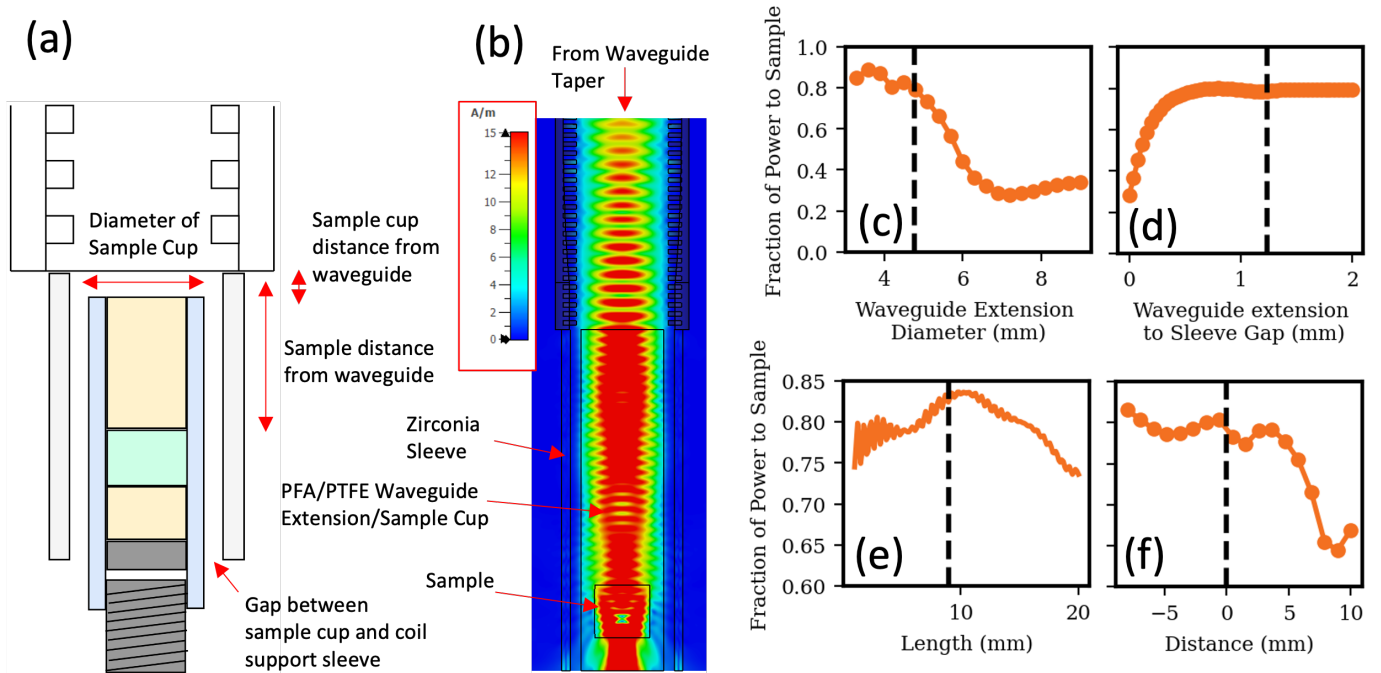 (a)
Diameter of
Sample Cup
Sample cup
distance from
waveguide
Sample distance
from waveguide
Gap between
sample cup and coil
support sleeve
(b)
From Waveguide
Taper
A/m
15
12
10
8
6
4
2
0
Zirconia
Sleeve
PFA/PTFE Waveguide
Extension/Sample Cup
Sample
Fraction of Power to Sample
1.0
0.8
0.6
0.4
0.2
0.0
(c)
4 6 8
Waveguide Extension
Diameter (mm)
(d)
0 1 2
Waveguide extension
to Sleeve Gap (mm)
Fraction of Power to Sample
0.85
0.80
0.75
0.70
0.65
0.60
(e)
10 20
Length (mm)
(f)
−5 0 5 10
Distance (mm)